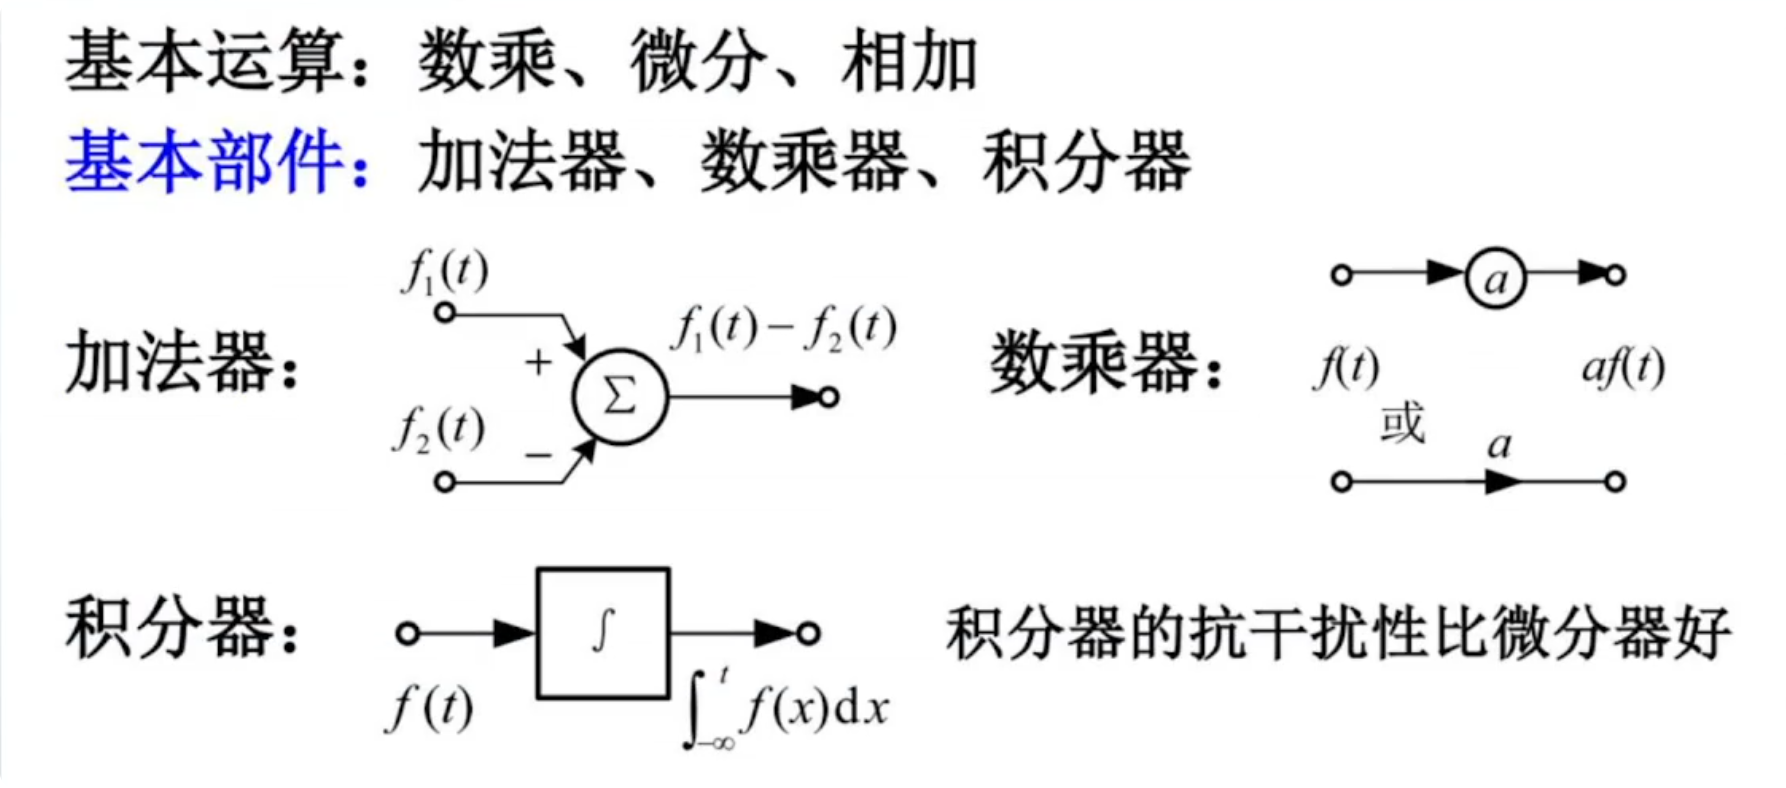 基本运算：数乘、微分、相加
基本部件：加法器、数乘器、积分器
加法器：
f₁(t)
+
f₂(t)
−
Σ
f₁(t)−f₂(t)
数乘器：
a
f(t)
af(t)
或
a
积分器：
f(t)
∫
∫₋∞ᵗ f(x)dx
积分器的抗干扰性比微分器好